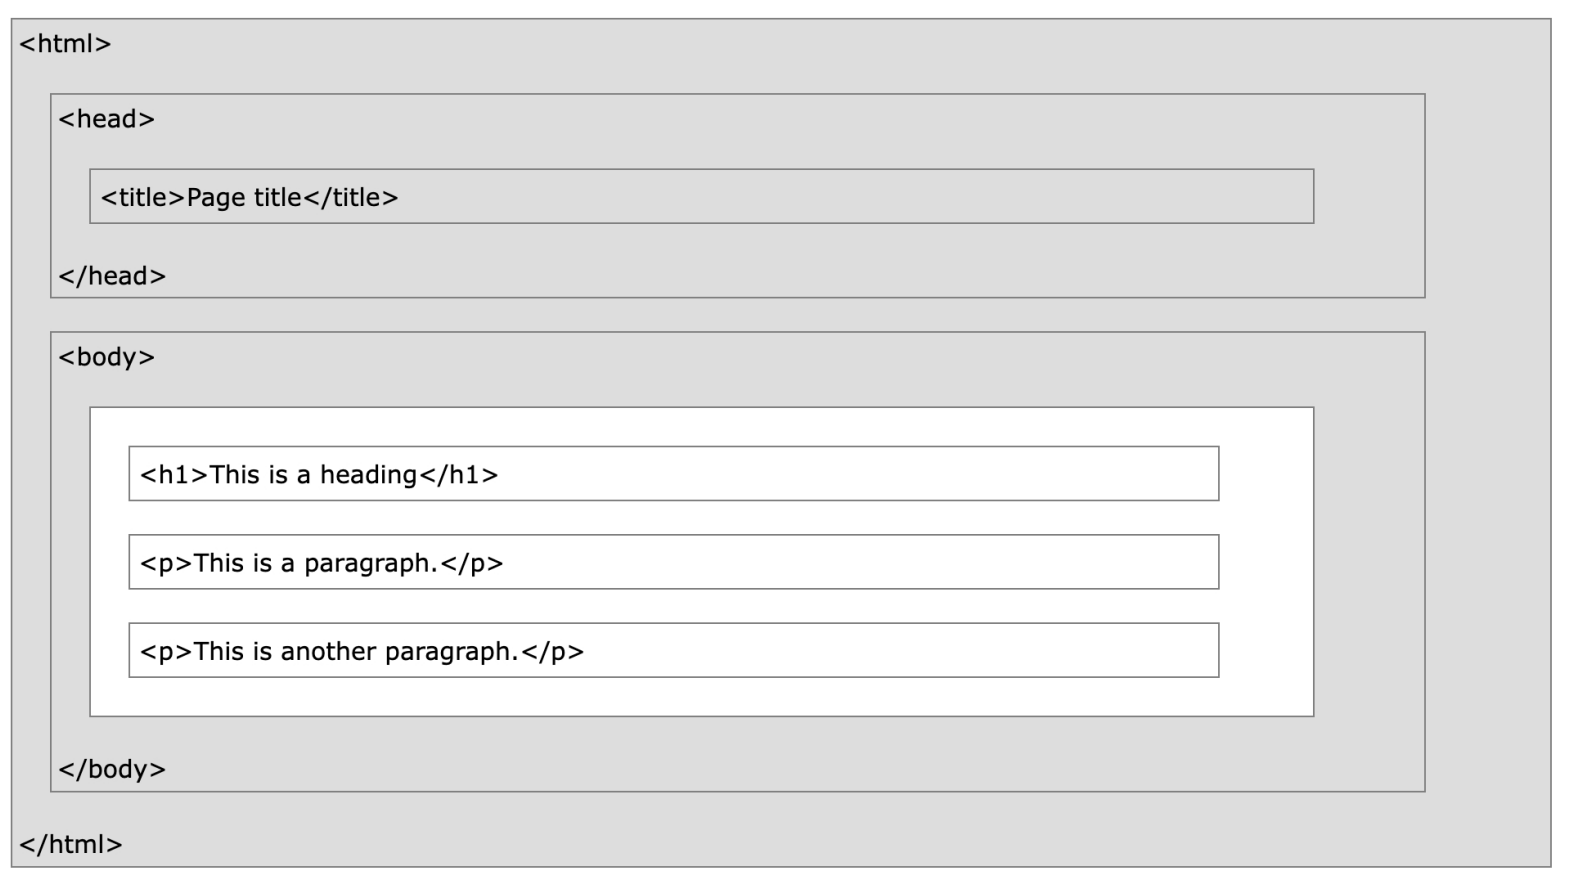 <html>
<head>
<title>Page title</title>
</head>
<body>
<h1>This is a heading</h1>
<p>This is a paragraph.</p>
<p>This is another paragraph.</p>
</body>
</html>